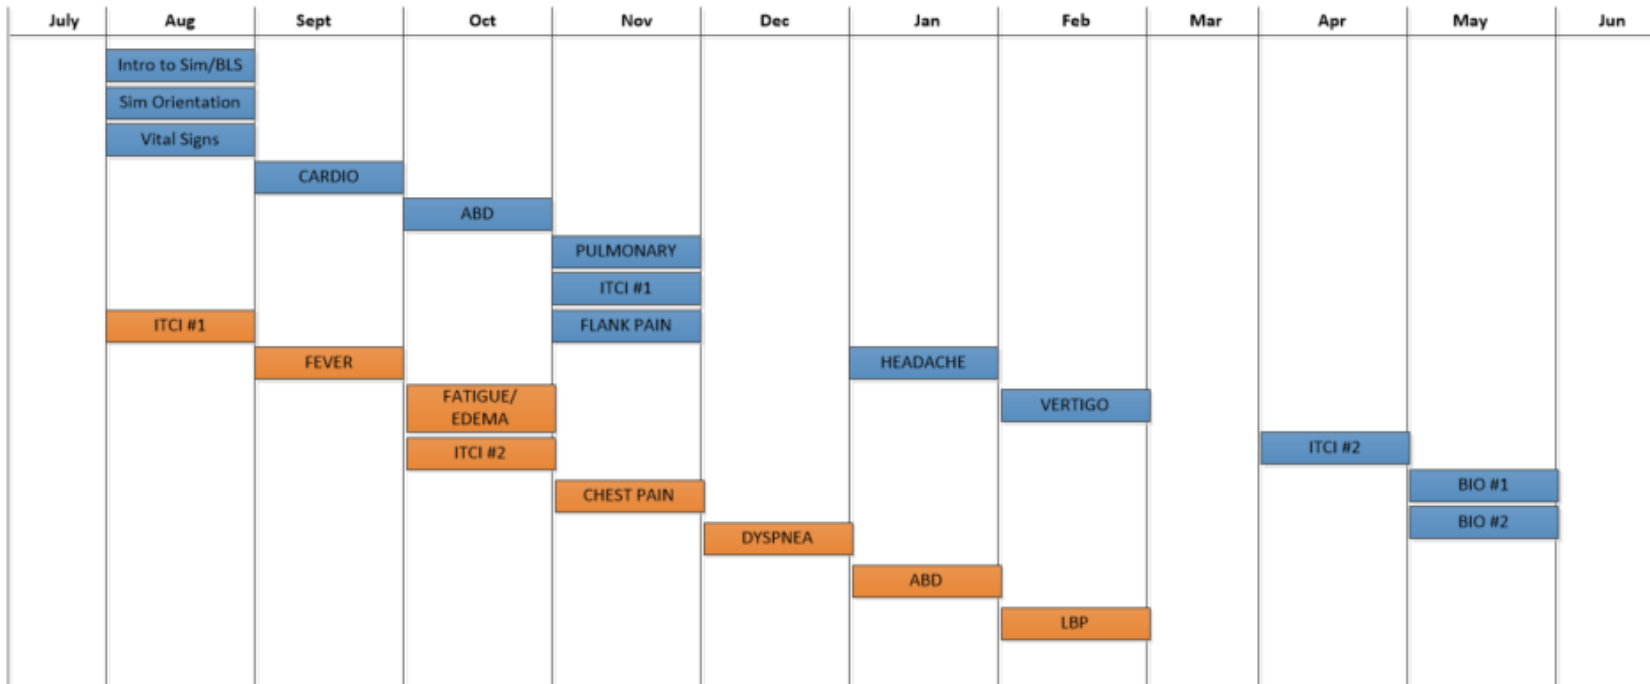 July Aug Sept Oct Nov Dec Jan Feb Mar Apr May Jun
Intro to Sim/BLS
Sim Orientation
Vital Signs
CARDIO
ABD
PULMONARY
ITCI #1
ITCI #1 FLANK PAIN
FEVER HEADACHE
FATIGUE/
EDEMA
VERTIGO
ITCI #2 ITCI #2
CHEST PAIN BIO #1
BIO #2
DYSPNEA
ABD
LBP